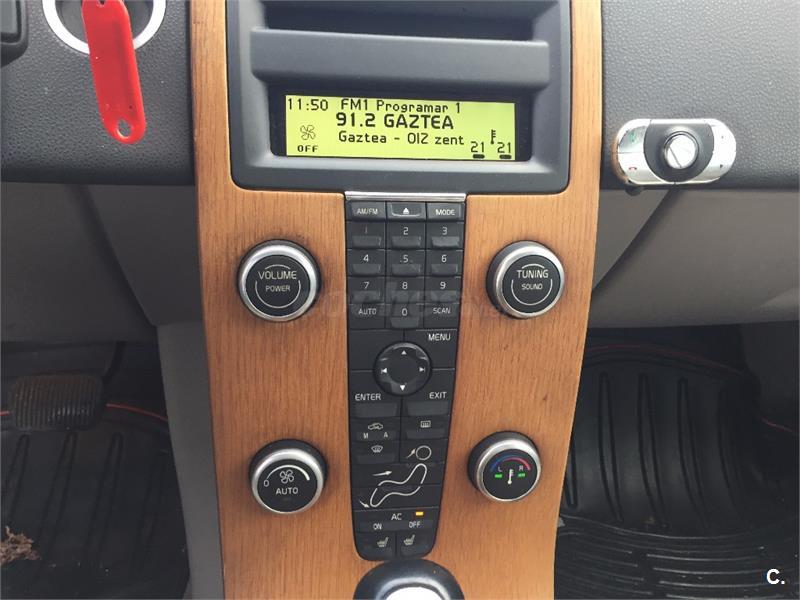 11:50 FM1 Programar 1
91.2 GAZTEA
Gaztea - OIZ zent
OFF
21 21
AM/FM MODE
1 2 3
4 5 6
7 8 9
AUTO 0 SCAN
VOLUME
POWER
TUNING
SOUND
MENU
ENTER EXIT
M A
0 AUTO
L R
AC
ON OFF
C.